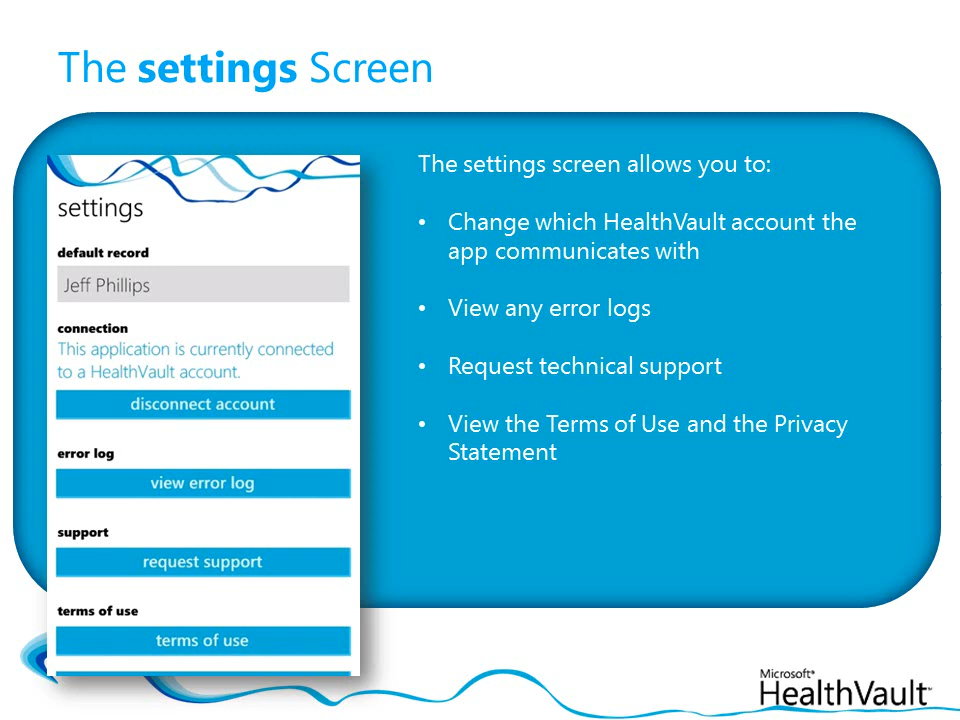 The settings Screen
settings
default record
Jeff Phillips
connection
This application is currently connected
to a HealthVault account.
disconnect account
error log
view error log
support
request support
terms of use
terms of use
The settings screen allows you to:
• Change which HealthVault account the
app communicates with
• View any error logs
• Request technical support
• View the Terms of Use and the Privacy
Statement
Microsoft®
HealthVault™